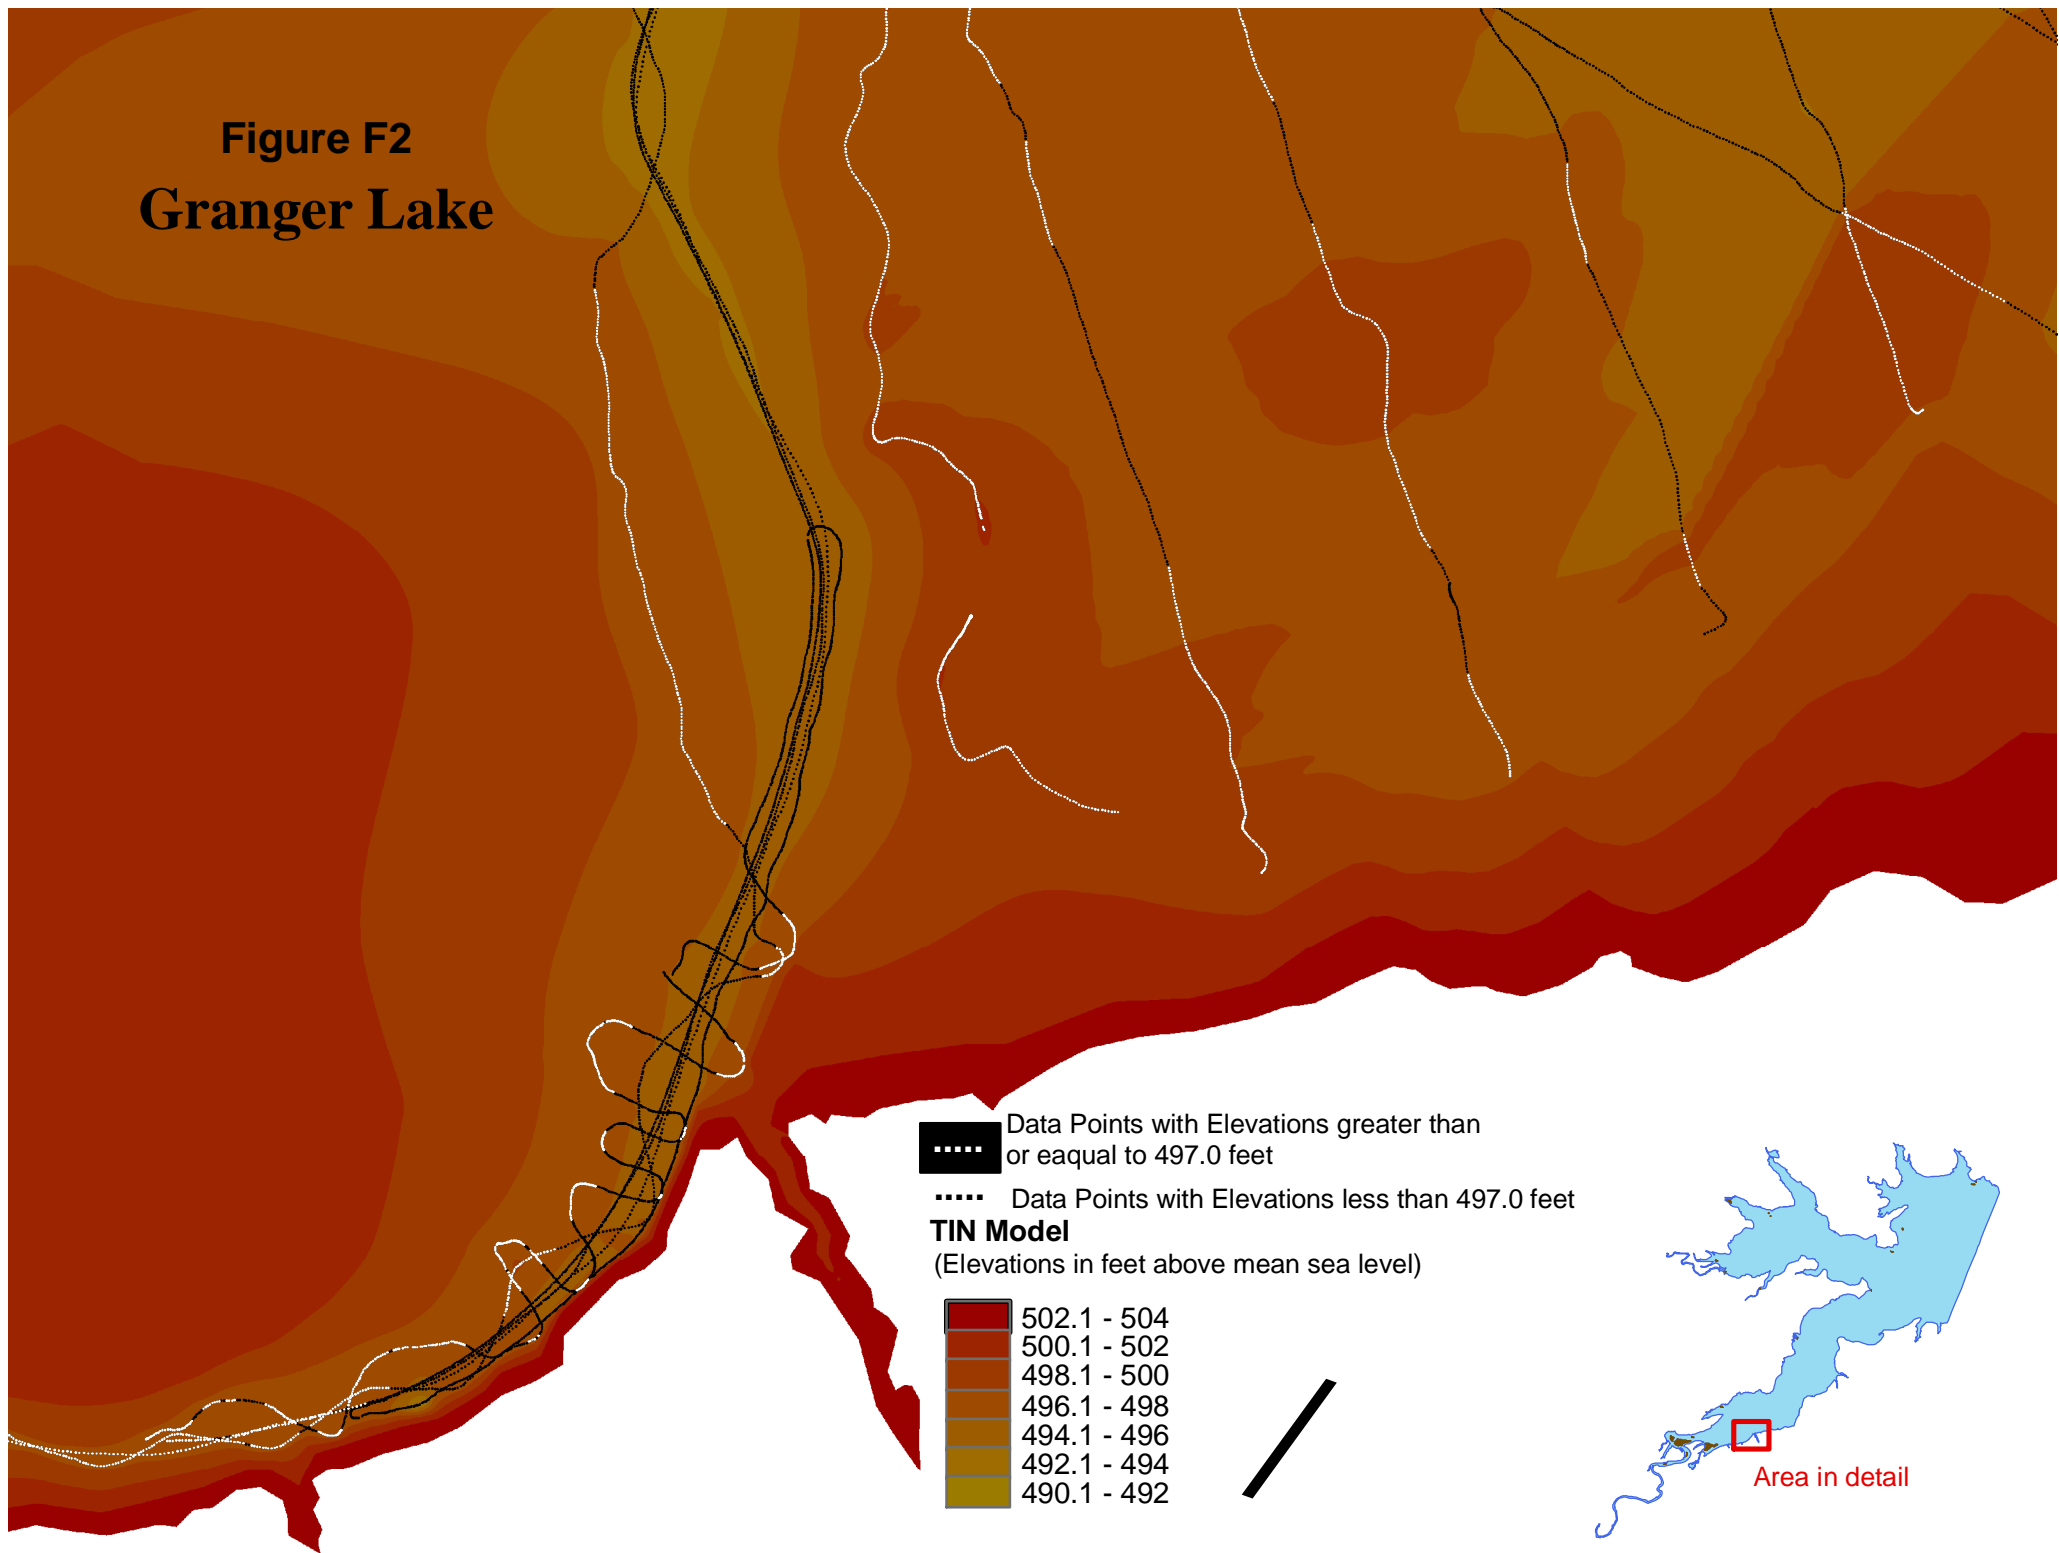 Figure F2
Granger Lake
Data Points with Elevations greater than
or eaqual to 497.0 feet
Data Points with Elevations less than 497.0 feet
TIN Model
(Elevations in feet above mean sea level)
502.1 - 504
500.1 - 502
498.1 - 500
496.1 - 498
494.1 - 496
492.1 - 494
490.1 - 492
Area in detail